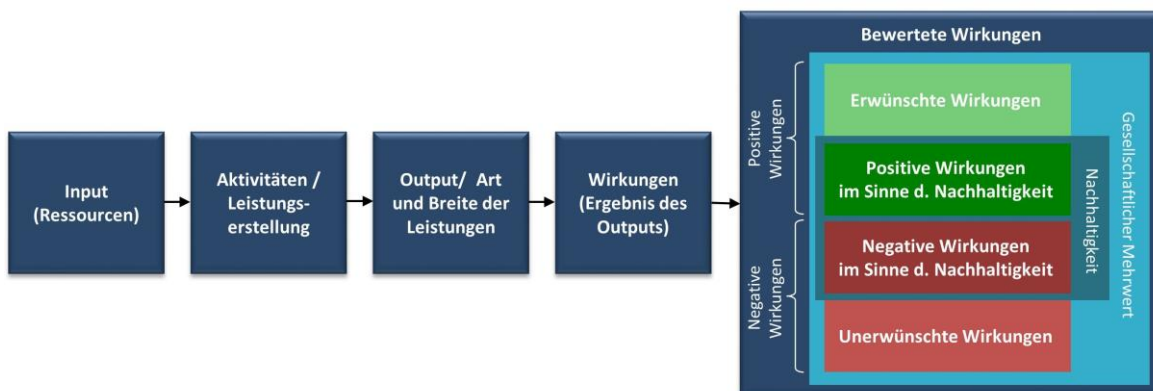 Input
(Ressourcen)
Aktivitäten /
Leistungs-
erstellung
Output/ Art
und Breite der
Leistungen
Wirkungen
(Ergebnis des
Outputs)
Bewertete Wirkungen
Positive
Wirkungen
Negative
Wirkungen
Erwünschte Wirkungen
Positive Wirkungen
im Sinne d. Nachhaltigkeit
Negative Wirkungen
im Sinne d. Nachhaltigkeit
Unerwünschte Wirkungen
Nachhaltigkeit
Gesellschaftlicher Mehrwert